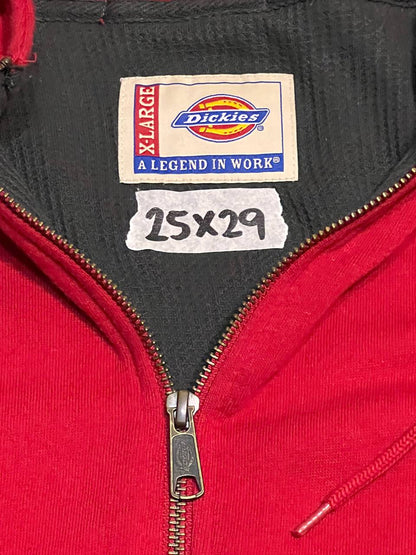 X-LARGE
Dickies®
A LEGEND IN WORK®
25X29